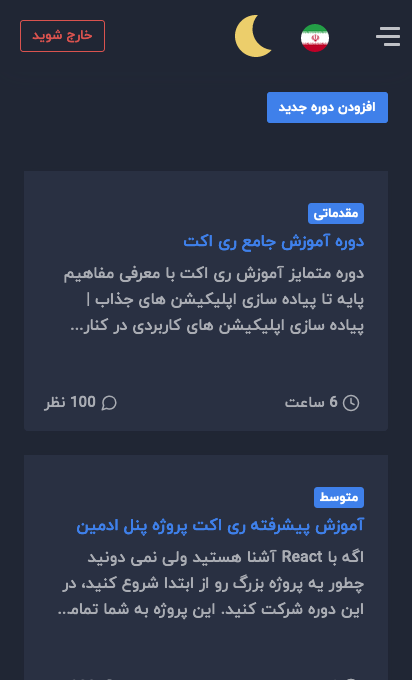 خارج شوید
افزودن دوره جدید
مقدماتی
دوره آموزش جامع ری اکت
دوره متمایز آموزش ری اکت با معرفی مفاهیم
پایه تا پیاده سازی اپلیکیشن های جذاب |
پیاده سازی اپلیکیشن های کاربردی در کنار...
6 ساعت
100 نظر
متوسط
آموزش پیشرفته ری اکت پروژه پنل ادمین
اگه با React آشنا هستید ولی نمی دونید
چطور یه پروژه بزرگ رو از ابتدا شروع کنید، در
این دوره شرکت کنید. این پروژه به شما تمامـ...